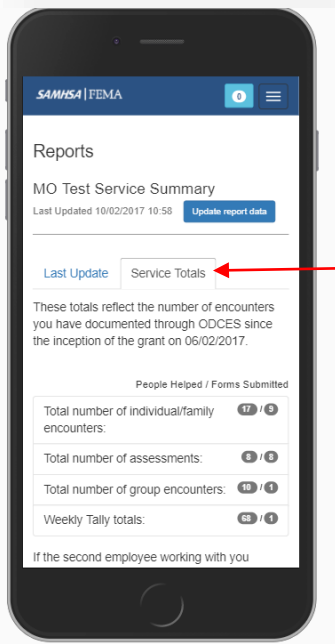 SAMHSA | FEMA 0
Reports
MO Test Service Summary
Last Updated 10/02/2017 10:58 Update report data
Last Update Service Totals
These totals reflect the number of encounters
you have documented through ODCES since
the inception of the grant on 06/02/2017.
People Helped / Forms Submitted
Total number of individual/family 17 / 9
encounters:
Total number of assessments: 8 / 8
Total number of group encounters: 10 / 1
Weekly Tally totals: 68 / 1
If the second employee working with you